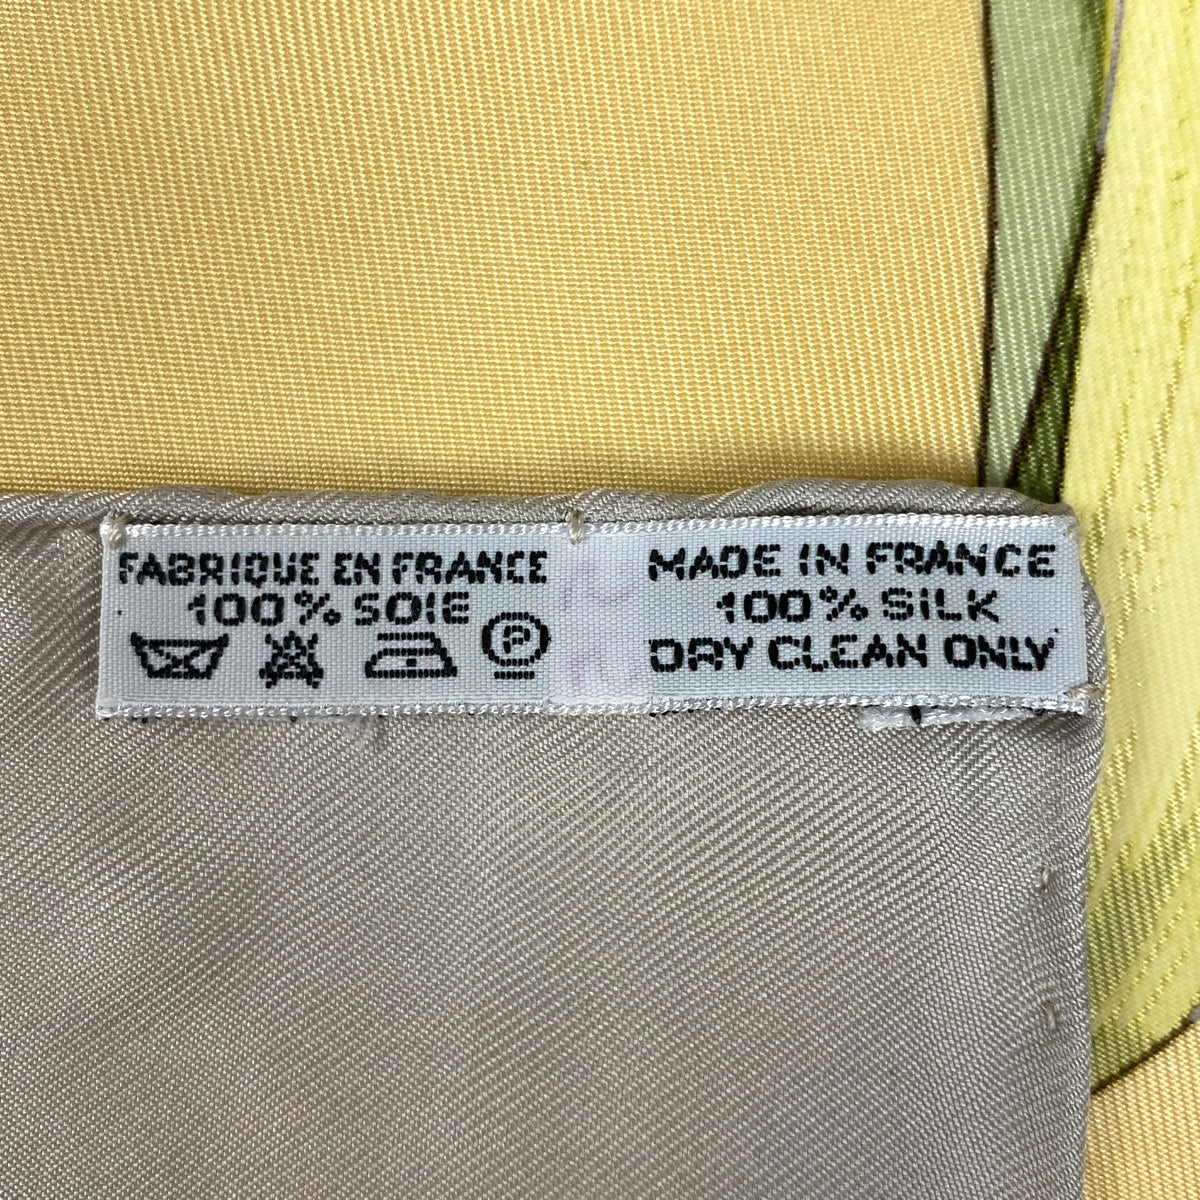 FABRIQUE EN FRANCE
100% SOIE
P
MADE IN FRANCE
100% SILK
DRY CLEAN ONLY